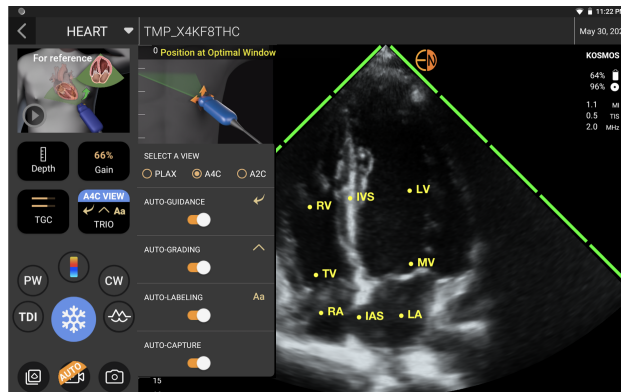 11:22 PM
HEART
TMP_X4KF8THC
May 30, 202
For reference
0 Position at Optimal Window
KOSMOS
64%
96%
1.1 MI
0.5 TIS
2.0 MHz
Depth
66%
Gain
TGC
A4C VIEW
Aa
TRIO
SELECT A VIEW
PLAX
A4C
A2C
AUTO-GUIDANCE
AUTO-GRADING
AUTO-LABELING Aa
AUTO-CAPTURE
PW
CW
TDI
AUTO
15
RV
IVS
LV
TV
MV
RA
IAS
LA